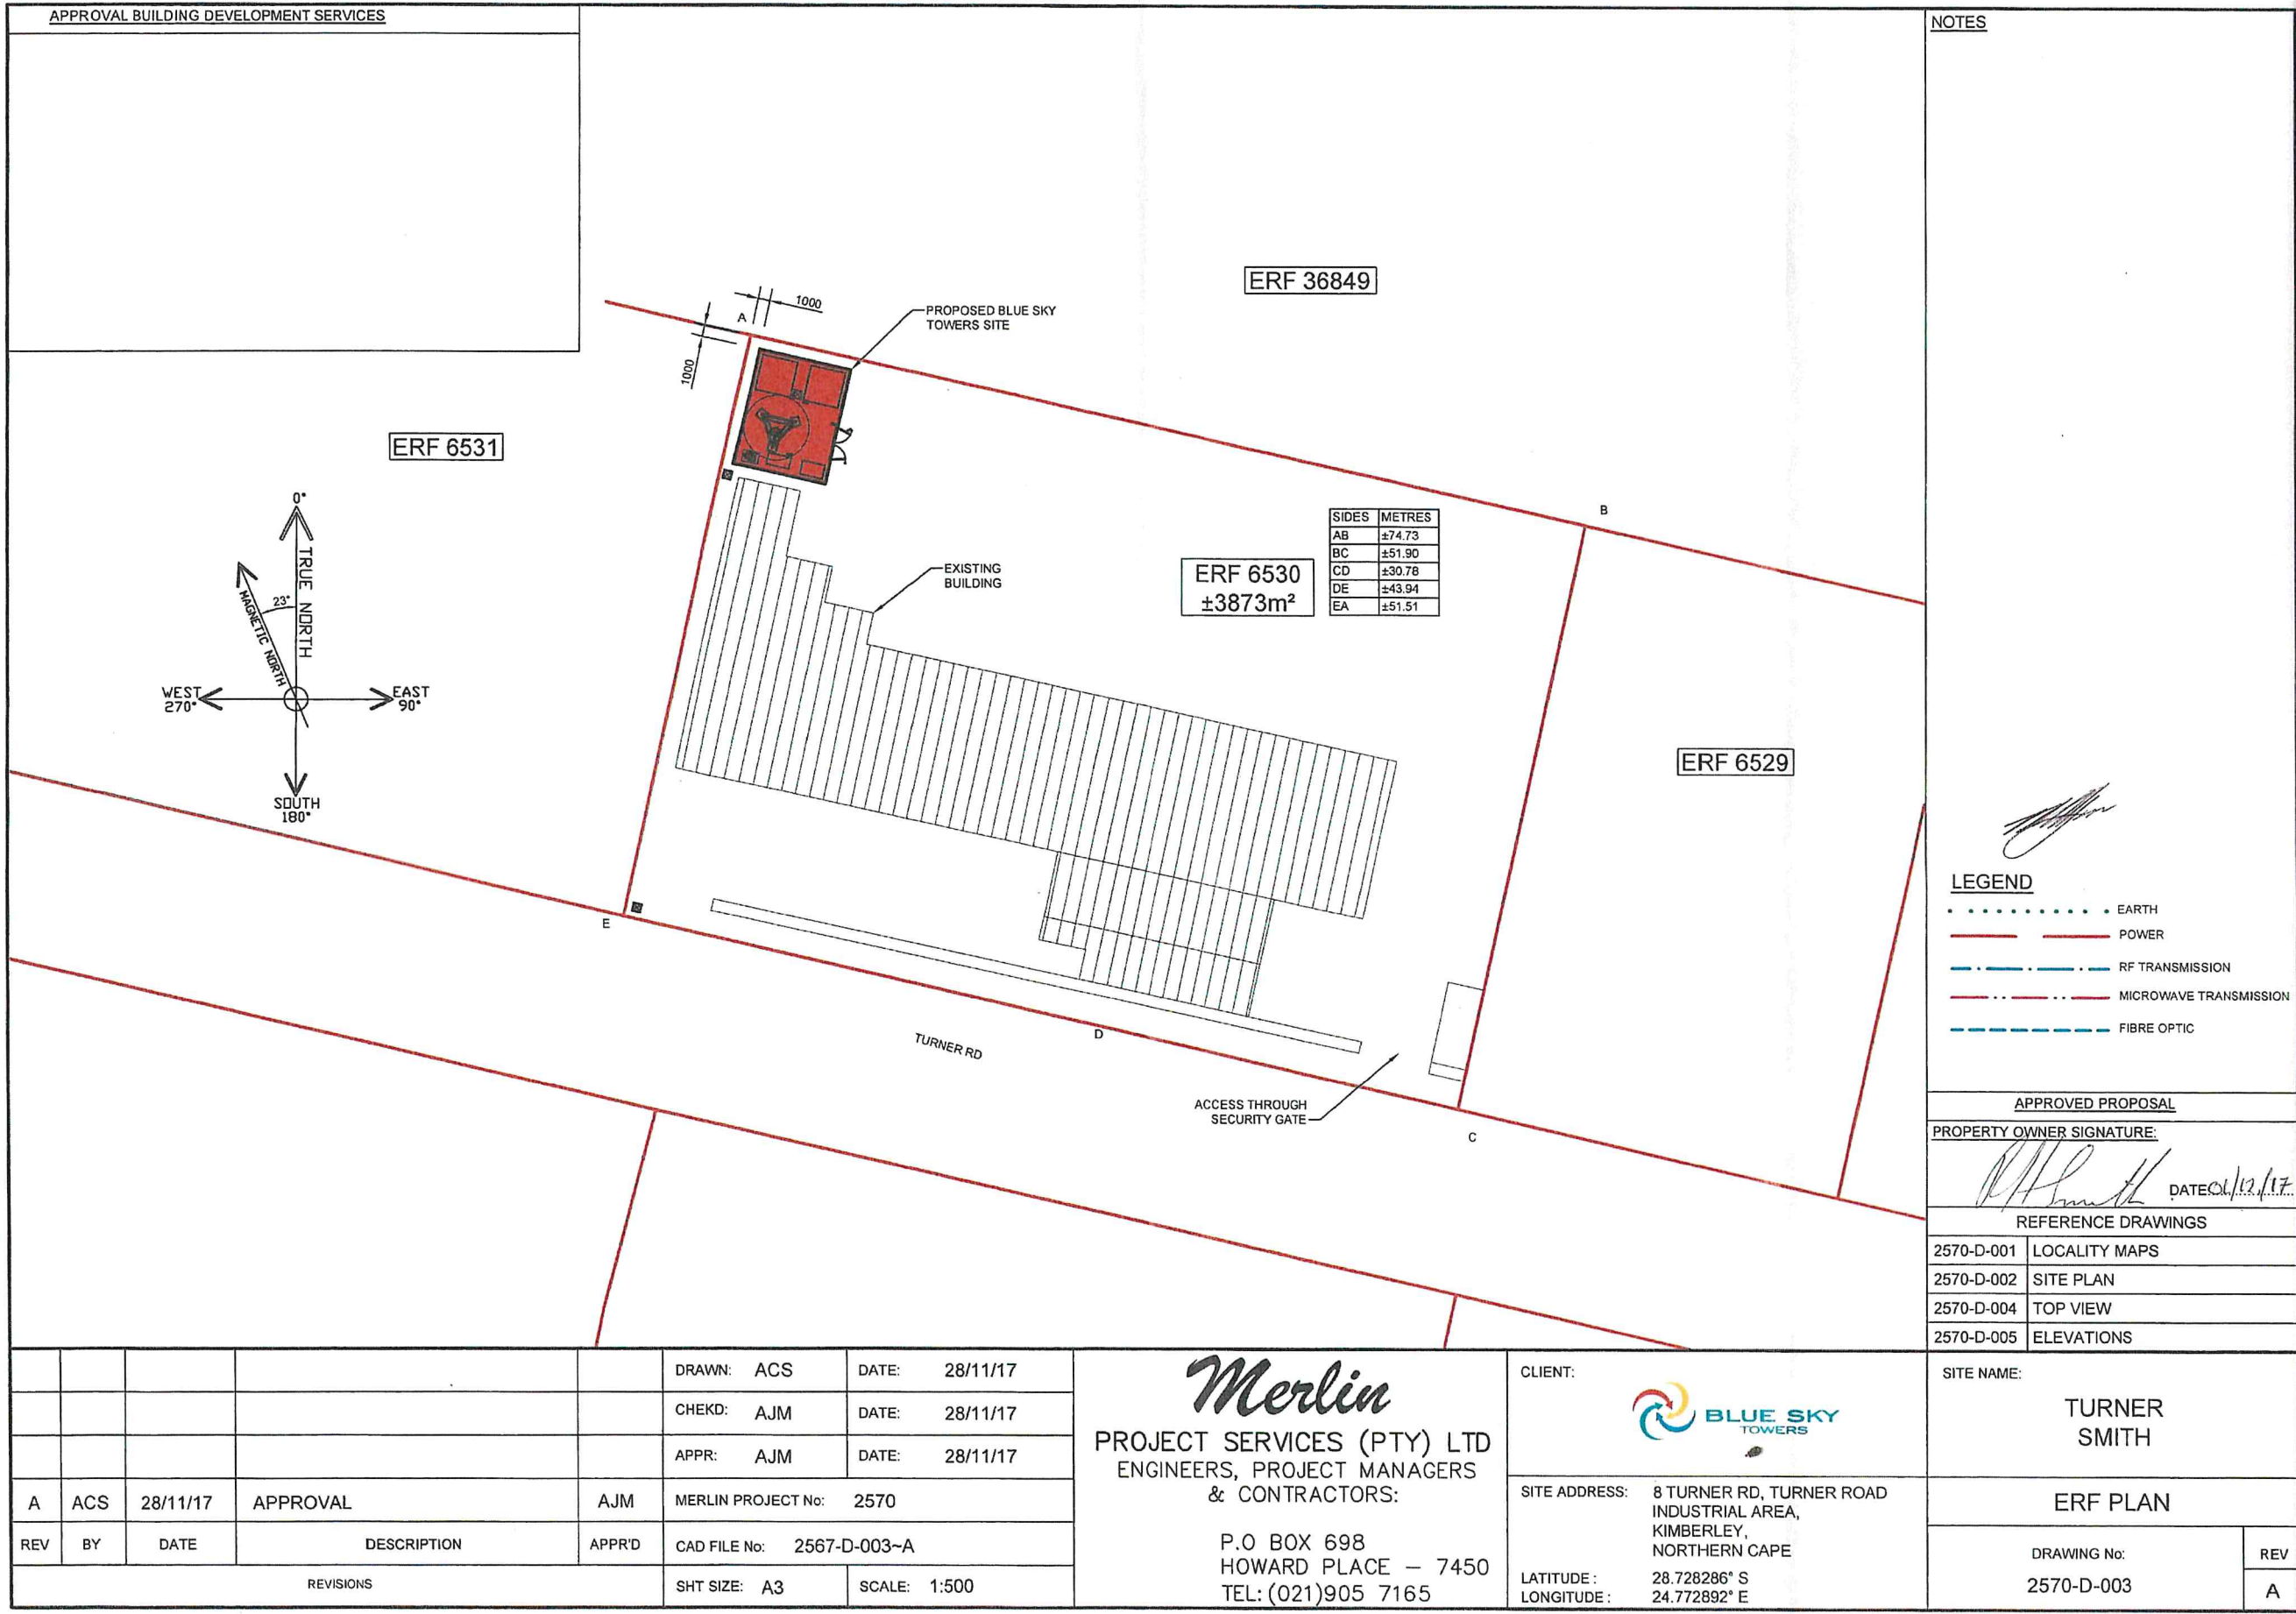 APPROVAL BUILDING DEVELOPMENT SERVICES
NOTES
ERF 36849
1000
A
PROPOSED BLUE SKY
TOWERS SITE
1000
ERF 6531
0°
TRUE NORTH
MAGNETIC NORTH
23°
WEST
270°
EAST
90°
SOUTH
180°
B
SIDES METRES
AB ±74.73
BC ±51.90
CD ±30.78
DE ±43.94
EA ±51.51
ERF 6530
±3873m²
EXISTING
BUILDING
ERF 6529
E
D
TURNER RD
ACCESS THROUGH
SECURITY GATE
C
LEGEND
EARTH
POWER
RF TRANSMISSION
MICROWAVE TRANSMISSION
FIBRE OPTIC
APPROVED PROPOSAL
PROPERTY OWNER SIGNATURE:
DATE
REFERENCE DRAWINGS
2570-D-001 LOCALITY MAPS
2570-D-002 SITE PLAN
2570-D-004 TOP VIEW
2570-D-005 ELEVATIONS
A ACS 28/11/17 APPROVAL AJM
REV BY DATE DESCRIPTION APPR'D
REVISIONS
DRAWN: ACS DATE: 28/11/17
CHEKD: AJM DATE: 28/11/17
APPR: AJM DATE: 28/11/17
MERLIN PROJECT No: 2570
CAD FILE No: 2567-D-003~A
SHT SIZE: A3 SCALE: 1:500
Merlin
PROJECT SERVICES (PTY) LTD
ENGINEERS, PROJECT MANAGERS
& CONTRACTORS:
P.O BOX 698
HOWARD PLACE – 7450
TEL: (021)905 7165
CLIENT:
BLUE SKY
TOWERS
SITE ADDRESS: 8 TURNER RD, TURNER ROAD
INDUSTRIAL AREA,
KIMBERLEY,
NORTHERN CAPE
LATITUDE : 28.728286° S
LONGITUDE : 24.772892° E
SITE NAME:
TURNER
SMITH
ERF PLAN
DRAWING No:
2570-D-003
REV
A